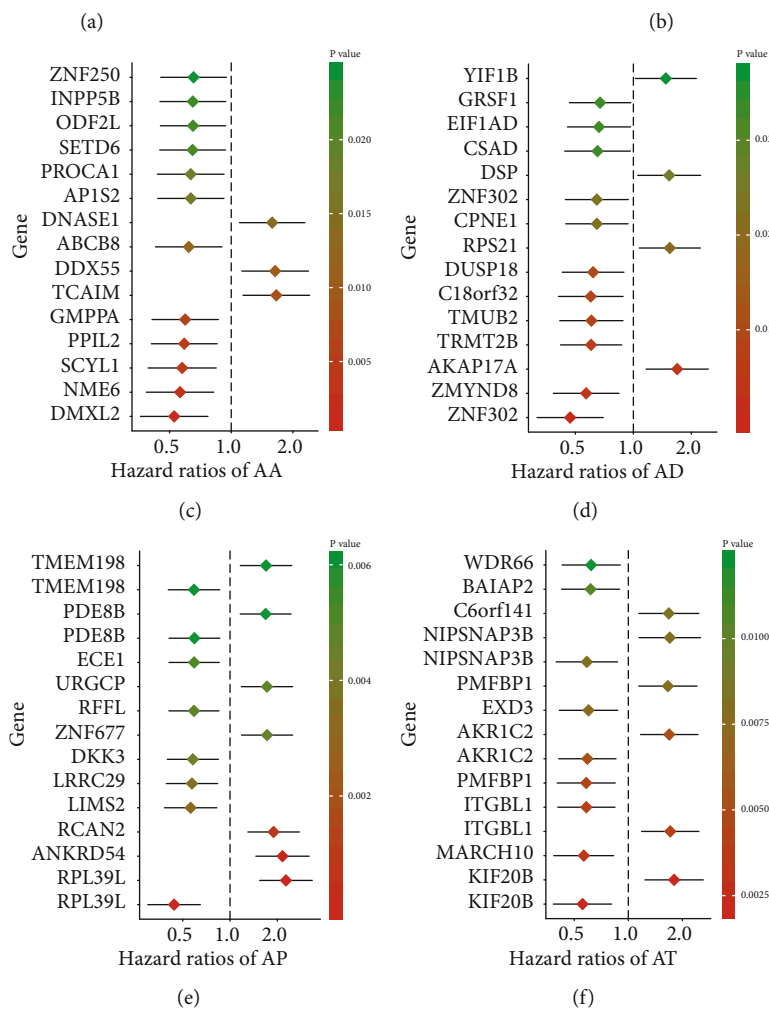 (a)
(b)
P value
ZNF250
INPP5B
ODF2L
SETD6
PROCA1
AP1S2
DNASE1
ABCB8
DDX55
TCAIM
GMPPA
PPIL2
SCYL1
NME6
DMXL2
Gene
0.5 1.0 2.0
Hazard ratios of AA
0.020
0.015
0.010
0.005
(c)
P value
YIF1B
GRSF1
EIF1AD
CSAD
DSP
ZNF302
CPNE1
RPS21
DUSP18
C18orf32
TMUB2
TRMT2B
AKAP17A
ZMYND8
ZNF302
Gene
0.5 1.0 2.0
Hazard ratios of AD
(d)
P value
TMEM198
TMEM198
PDE8B
PDE8B
ECE1
URGCP
RFFL
ZNF677
DKK3
LRRC29
LIMS2
RCAN2
ANKRD54
RPL39L
RPL39L
Gene
0.5 1.0 2.0
Hazard ratios of AP
0.006
0.004
0.002
(e)
P value
WDR66
BAIAP2
C6orf141
NIPSNAP3B
NIPSNAP3B
PMFBP1
EXD3
AKR1C2
AKR1C2
PMFBP1
ITGBL1
ITGBL1
MARCH10
KIF20B
KIF20B
Gene
0.5 1.0 2.0
Hazard ratios of AT
0.0100
0.0075
0.0050
0.0025
(f)